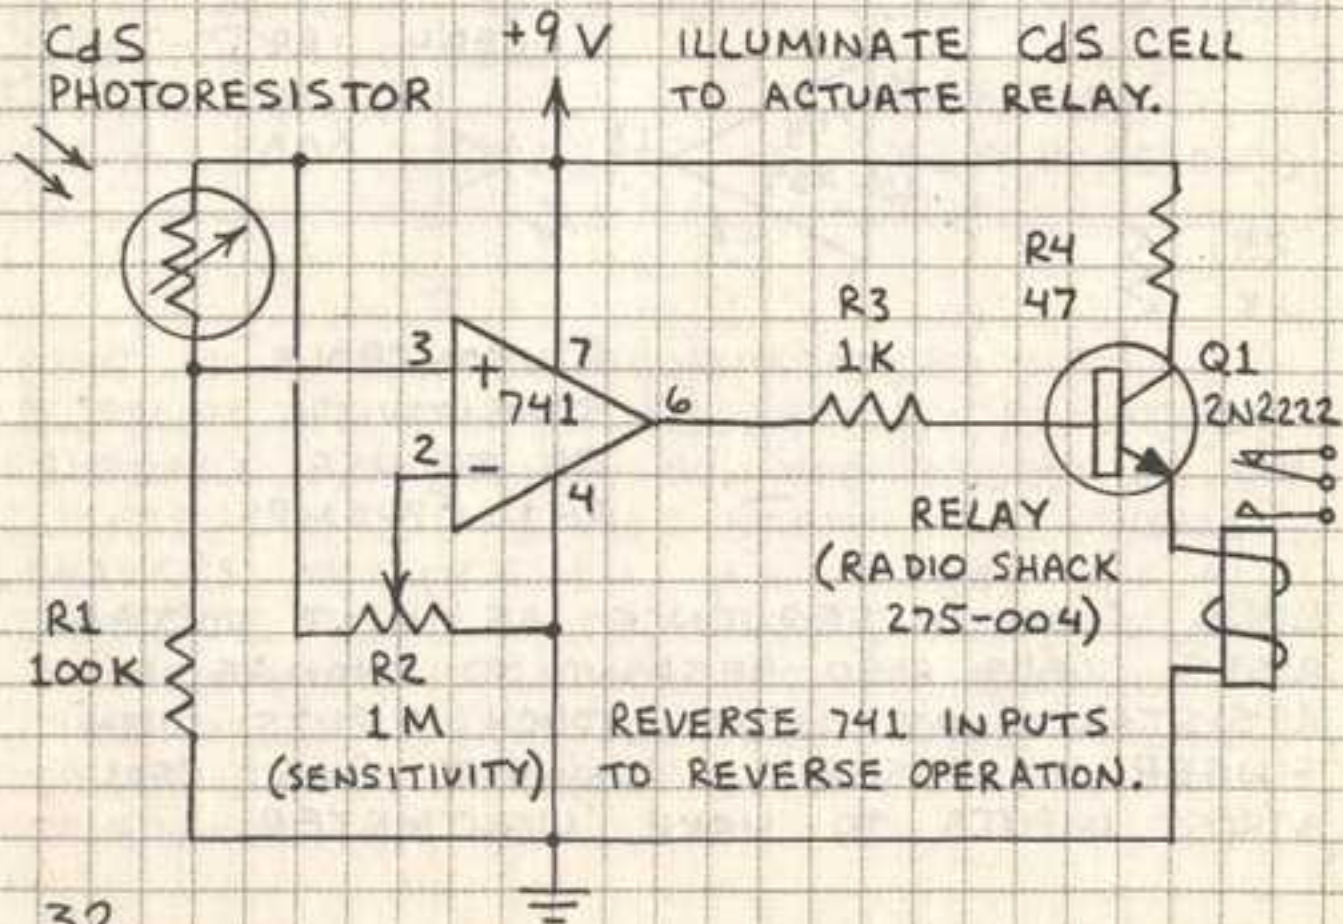 CdS
PHOTORESISTOR
+9V
ILLUMINATE CdS CELL
TO ACTUATE RELAY.
R4
47
R3
1K
Q1
2N2222
3
+
7
741
6
2
-
4
RELAY
(RADIO SHACK
275-004)
R1
100K
R2
1M
(SENSITIVITY)
REVERSE 741 INPUTS
TO REVERSE OPERATION.
32